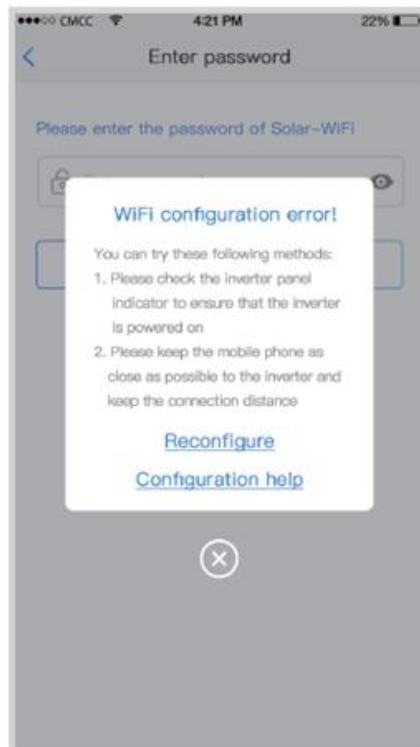 CMCC 4:21 PM 22%
Enter password
Please enter the password of Solar-WiFi
WiFi configuration error!
You can try these following methods:
1. Please check the inverter panel
indicator to ensure that the inverter
is powered on
2. Please keep the mobile phone as
close as possible to the inverter and
keep the connection distance
Reconfigure
Configuration help